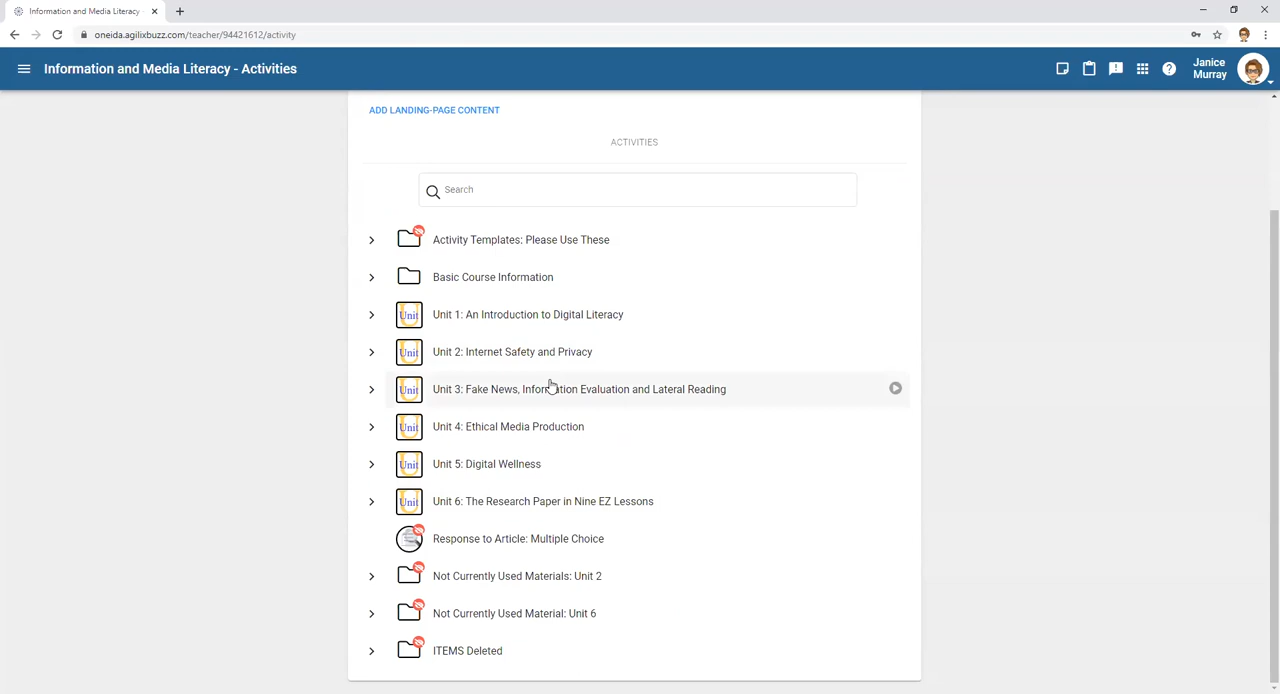 Information and Media Literacy
oneida.agilixbuzz.com/teacher/94421612/activity
Information and Media Literacy - Activities
Janice
Murray
ADD LANDING-PAGE CONTENT
ACTIVITIES
Search
Activity Templates: Please Use These
Basic Course Information
Unit Unit 1: An Introduction to Digital Literacy
Unit Unit 2: Internet Safety and Privacy
Unit Unit 3: Fake News, Information Evaluation and Lateral Reading
Unit Unit 4: Ethical Media Production
Unit Unit 5: Digital Wellness
Unit Unit 6: The Research Paper in Nine EZ Lessons
Response to Article: Multiple Choice
Not Currently Used Materials: Unit 2
Not Currently Used Material: Unit 6
ITEMS Deleted